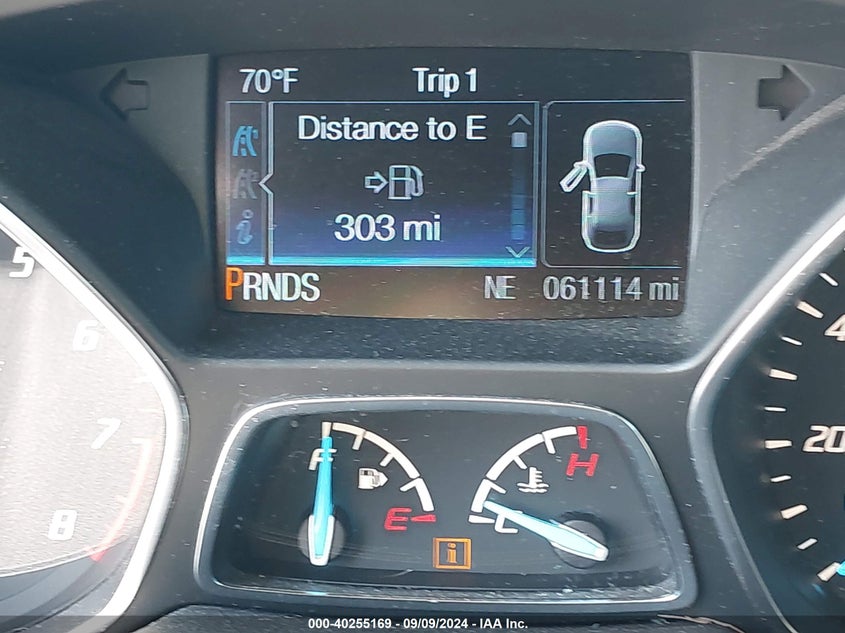 70°F Trip 1
Distance to E
303 mi
i
PRNDS NE 061114 mi
5
6
7
8
F
E
H
C
i
4
20
000-40255169 - 09/09/2024 - IAA Inc.